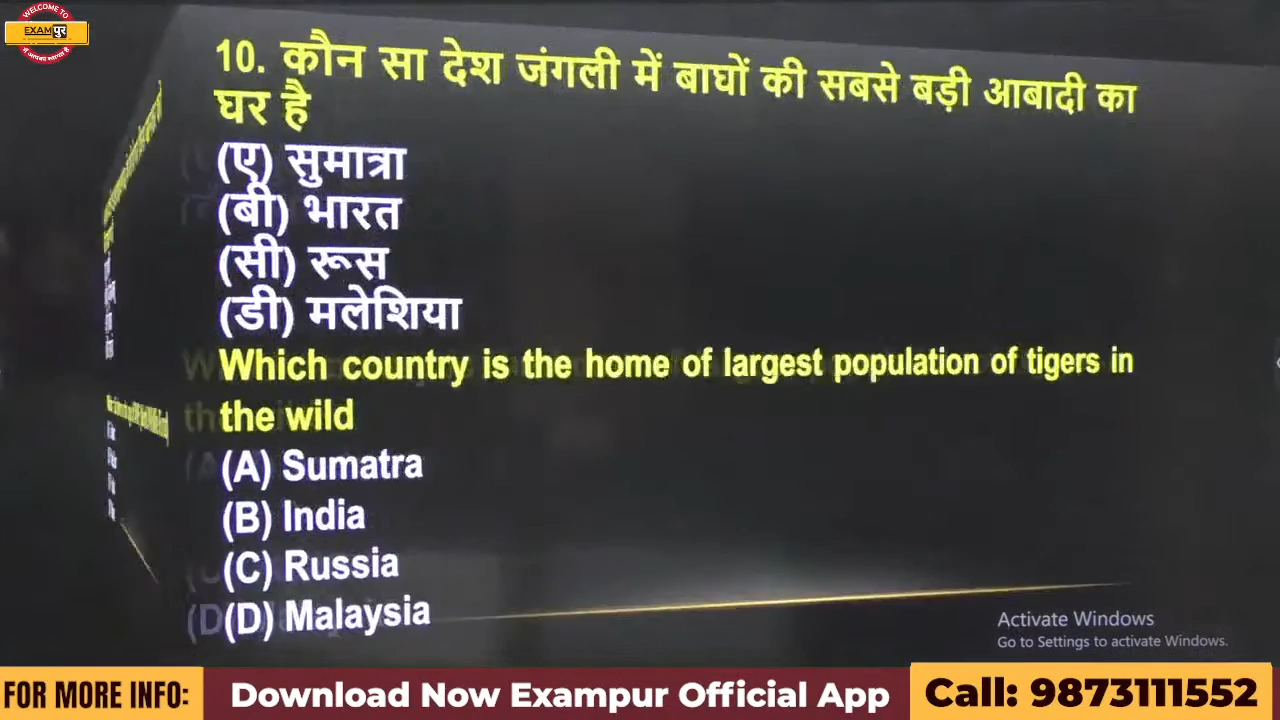 WELCOME TO
EXAMपुर
10. कौन सा देश जंगली में बाघों की सबसे बड़ी आबादी का
घर है
(ए) सुमात्रा
(बी) भारत
(सी) रूस
(डी) मलेशिया
Which country is the home of largest population of tigers in
the wild
(A) Sumatra
(B) India
(C) Russia
(D) Malaysia
Activate Windows
Go to Settings to activate Windows.
FOR MORE INFO:
Download Now Exampur Official App
Call: 9873111552